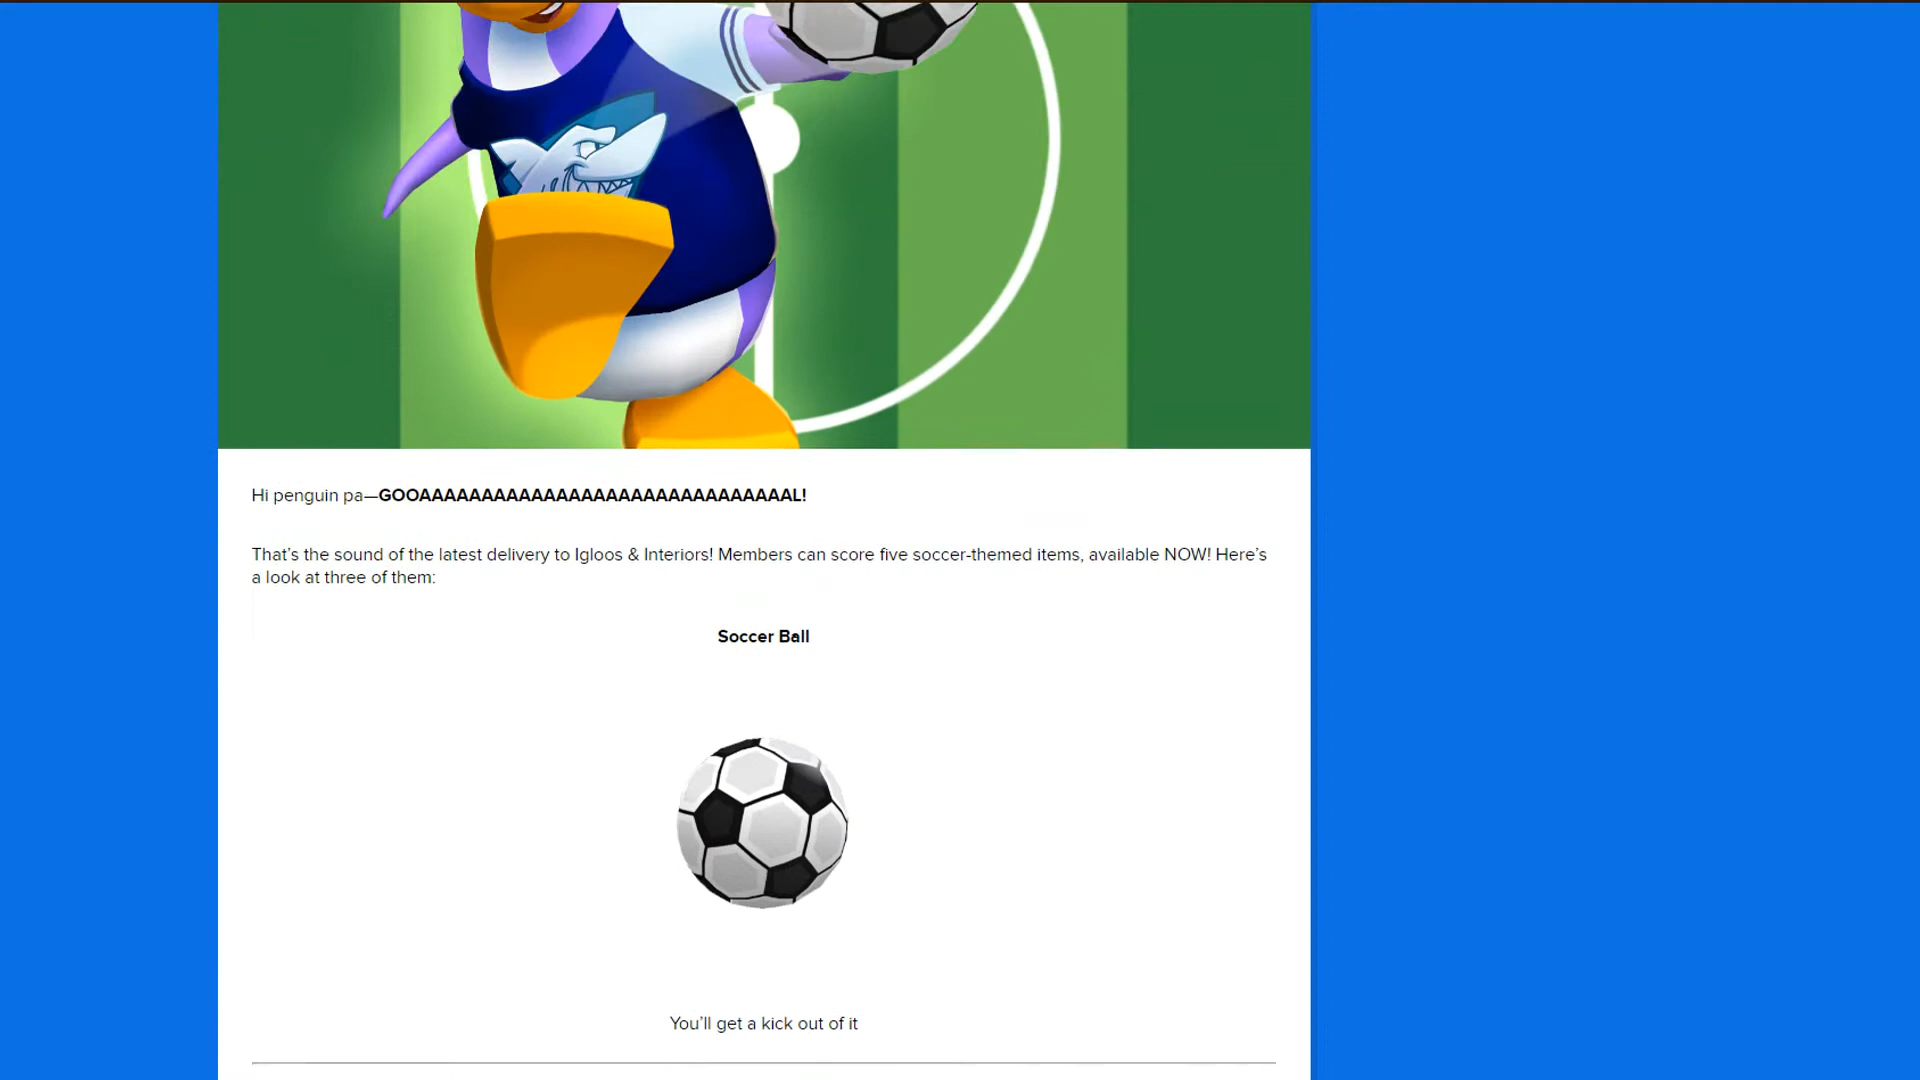 Hi penguin pa—GOOAAAAAAAAAAAAAAAAAAAAAAAAAAAAAAL!
That’s the sound of the latest delivery to Igloos & Interiors! Members can score five soccer-themed items, available NOW! Here’s
a look at three of them:
Soccer Ball
You’ll get a kick out of it